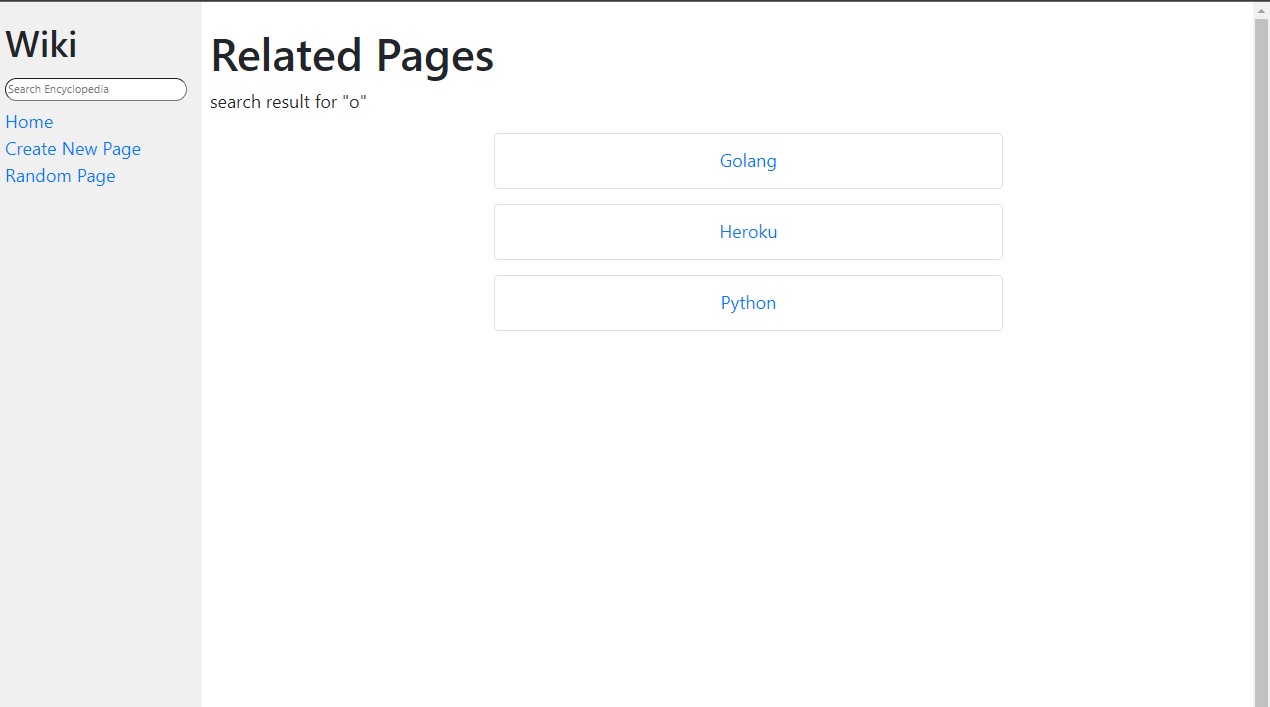 Wiki
Search Encyclopedia
Home
Create New Page
Random Page
Related Pages
search result for "o"
Golang
Heroku
Python